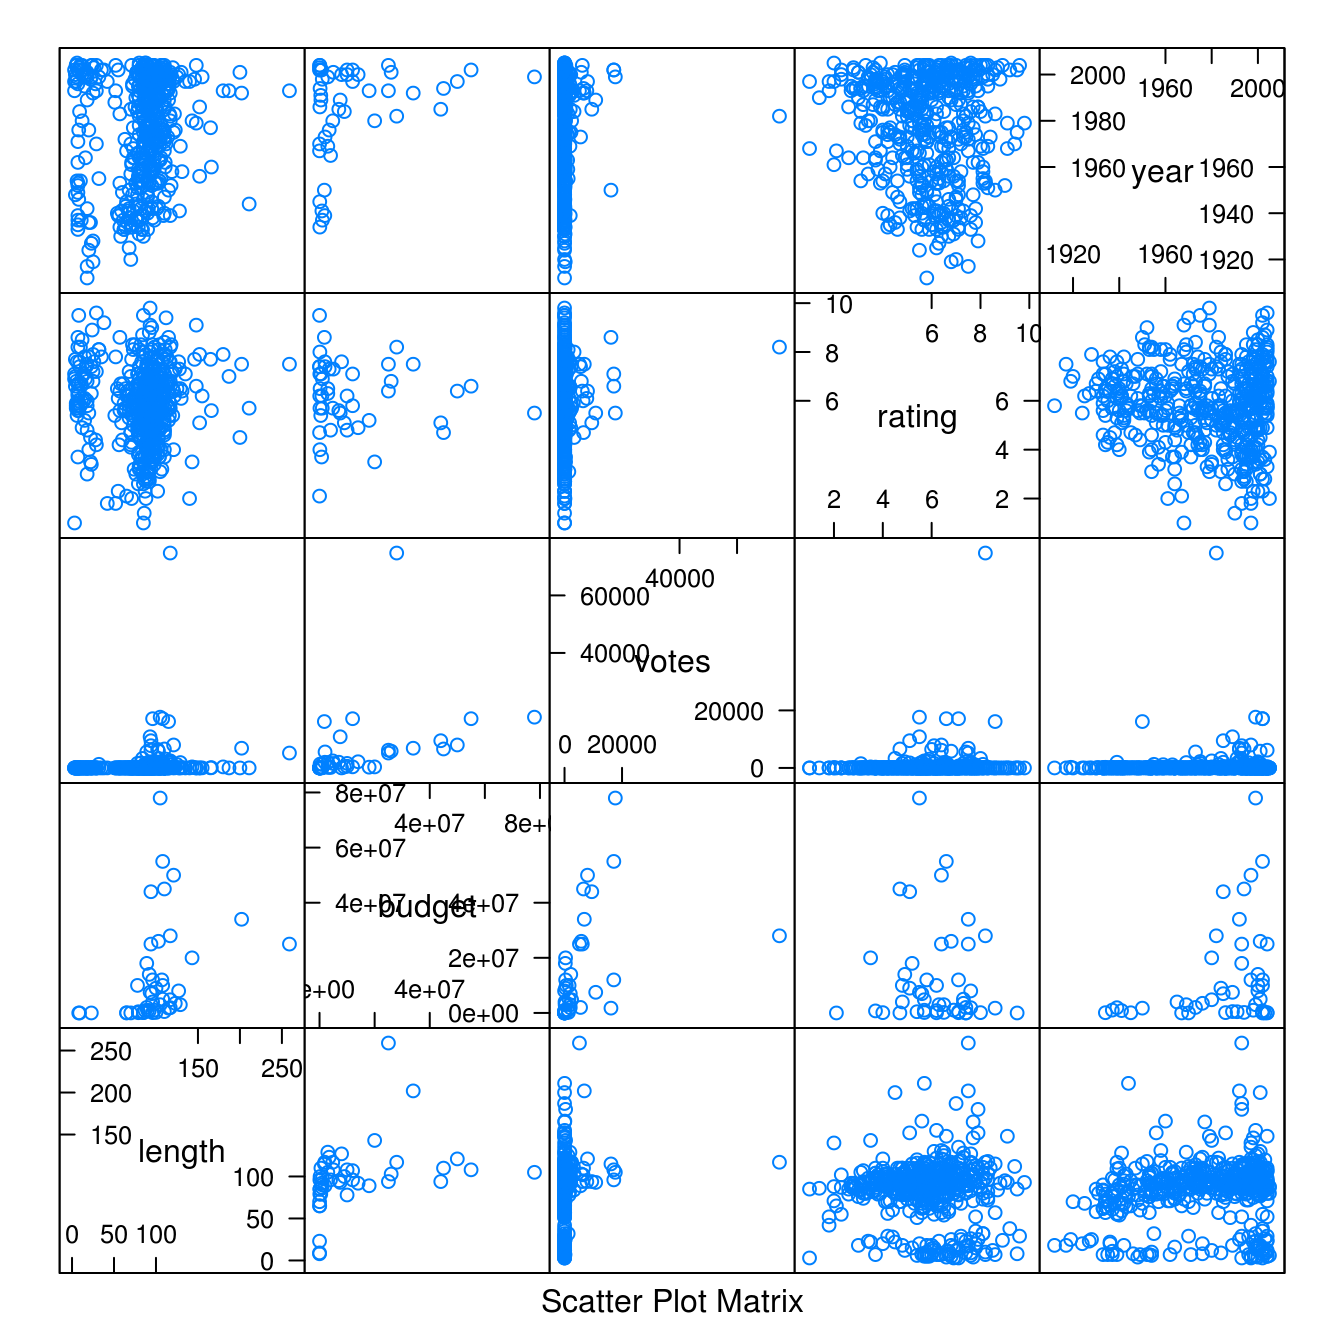 2000 1960 2000
1980
1960 year 1960
1940
1920 1960 1920
10 6 8 10
8
6 rating 6
4
2 4 6 2
40000
60000
40000 votes
20000
0 20000
0
8e+07
4e+07 8e+0
6e+07
4e+07 budget 4e+07
2e+07
e+00 4e+07
0e+00
250
150 250
200
150
length
100
50
0 50 100
0
Scatter Plot Matrix